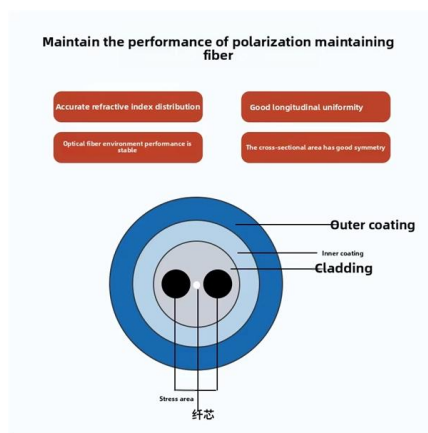 Maintain the performance of polarization maintaining
fiber
Accurate refractive index distribution
Good longitudinal uniformity
Optical fiber environment performance is
stable
The cross-sectional area has good symmetry
Outer coating
Inner coating
Cladding
Stress area
纤芯